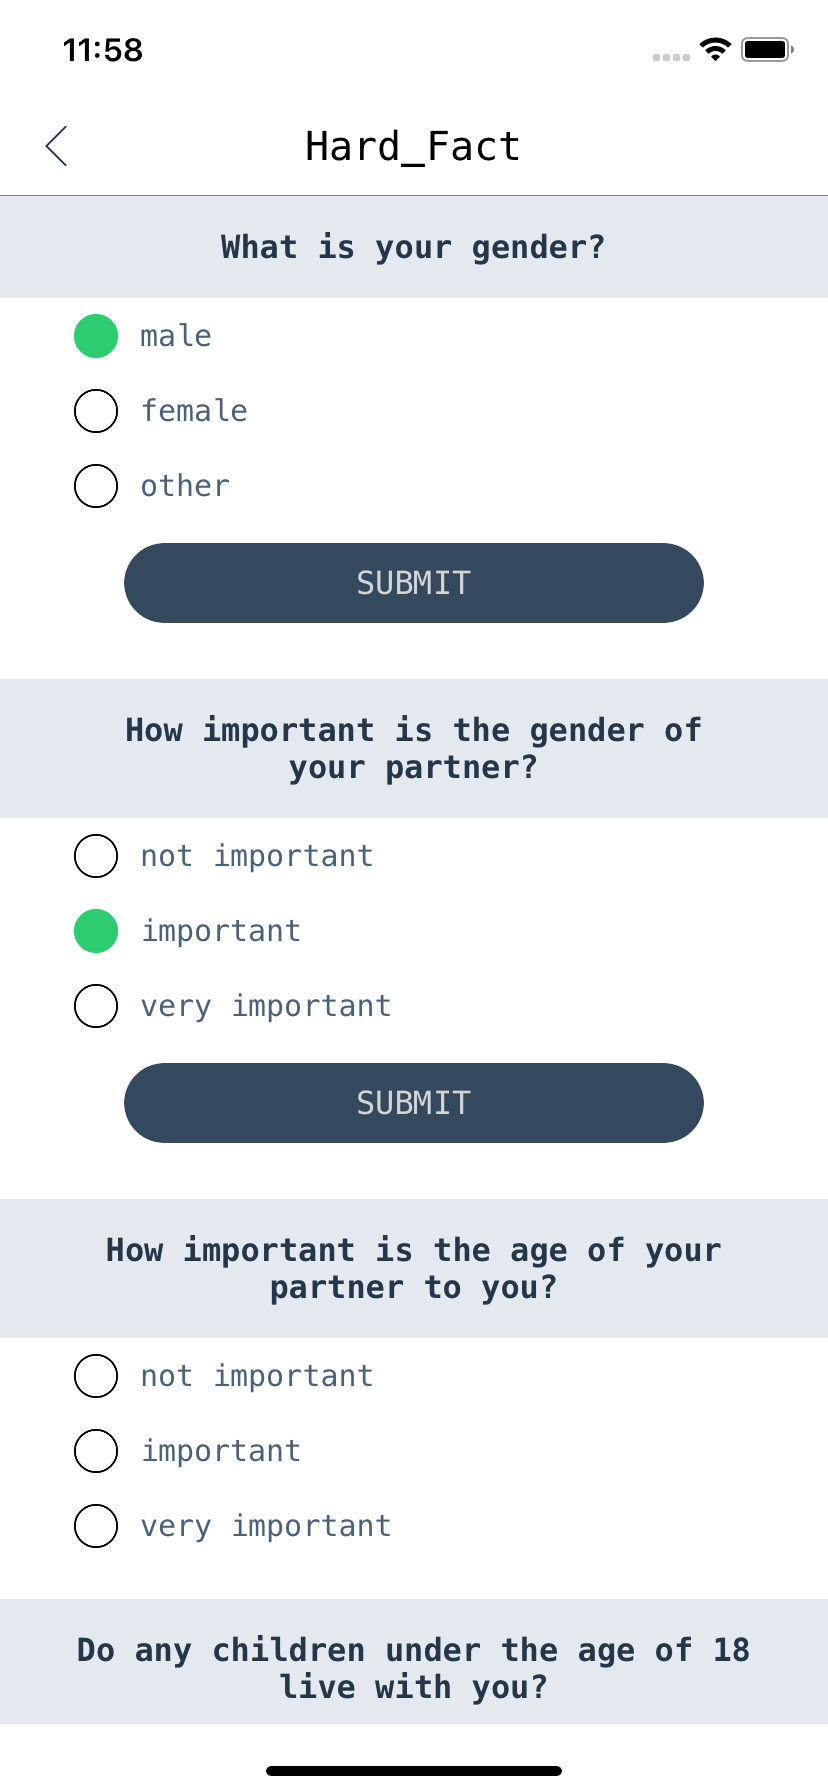 11:58
Hard_Fact
What is your gender?
male
female
other
SUBMIT
How important is the gender of
your partner?
not important
important
very important
SUBMIT
How important is the age of your
partner to you?
not important
important
very important
Do any children under the age of 18
live with you?